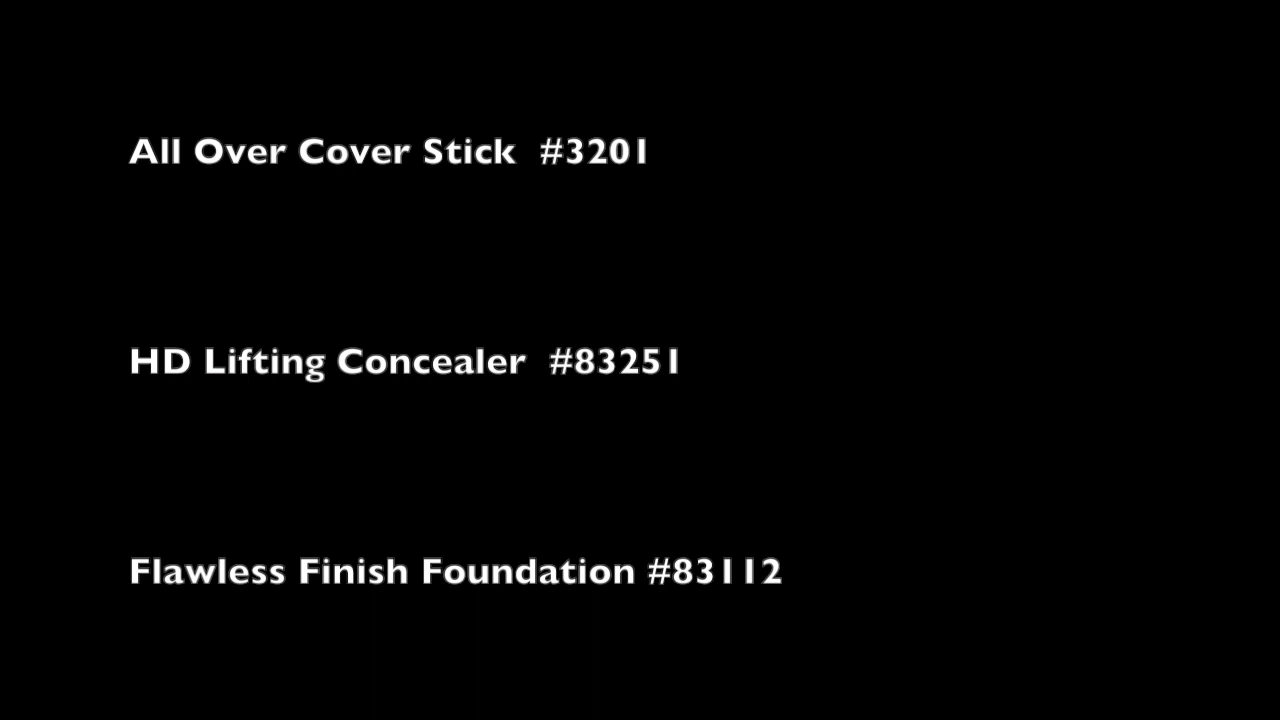 All Over Cover Stick  #3201
HD Lifting Concealer  #83251
Flawless Finish Foundation #83112